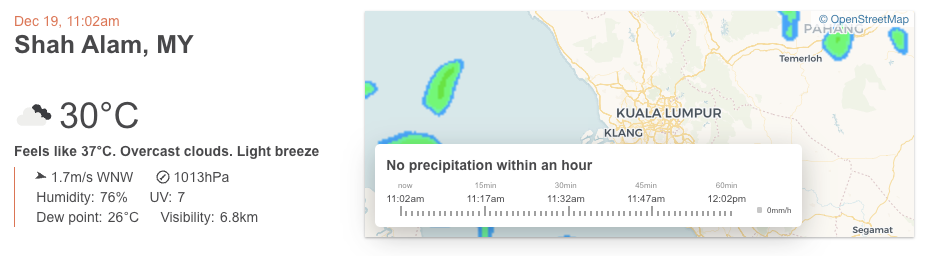 Dec 19, 11:02am
Shah Alam, MY
30°C
Feels like 37°C. Overcast clouds. Light breeze
1.7m/s WNW 1013hPa
Humidity: 76% UV: 7
Dew point: 26°C Visibility: 6.8km
© OpenStreetMap
PAHANG
Temerloh
KUALA LUMPUR
KLANG
No precipitation within an hour
now 15min 30min 45min 60min
11:02am 11:17am 11:32am 11:47am 12:02pm
0mm/h
Segamat